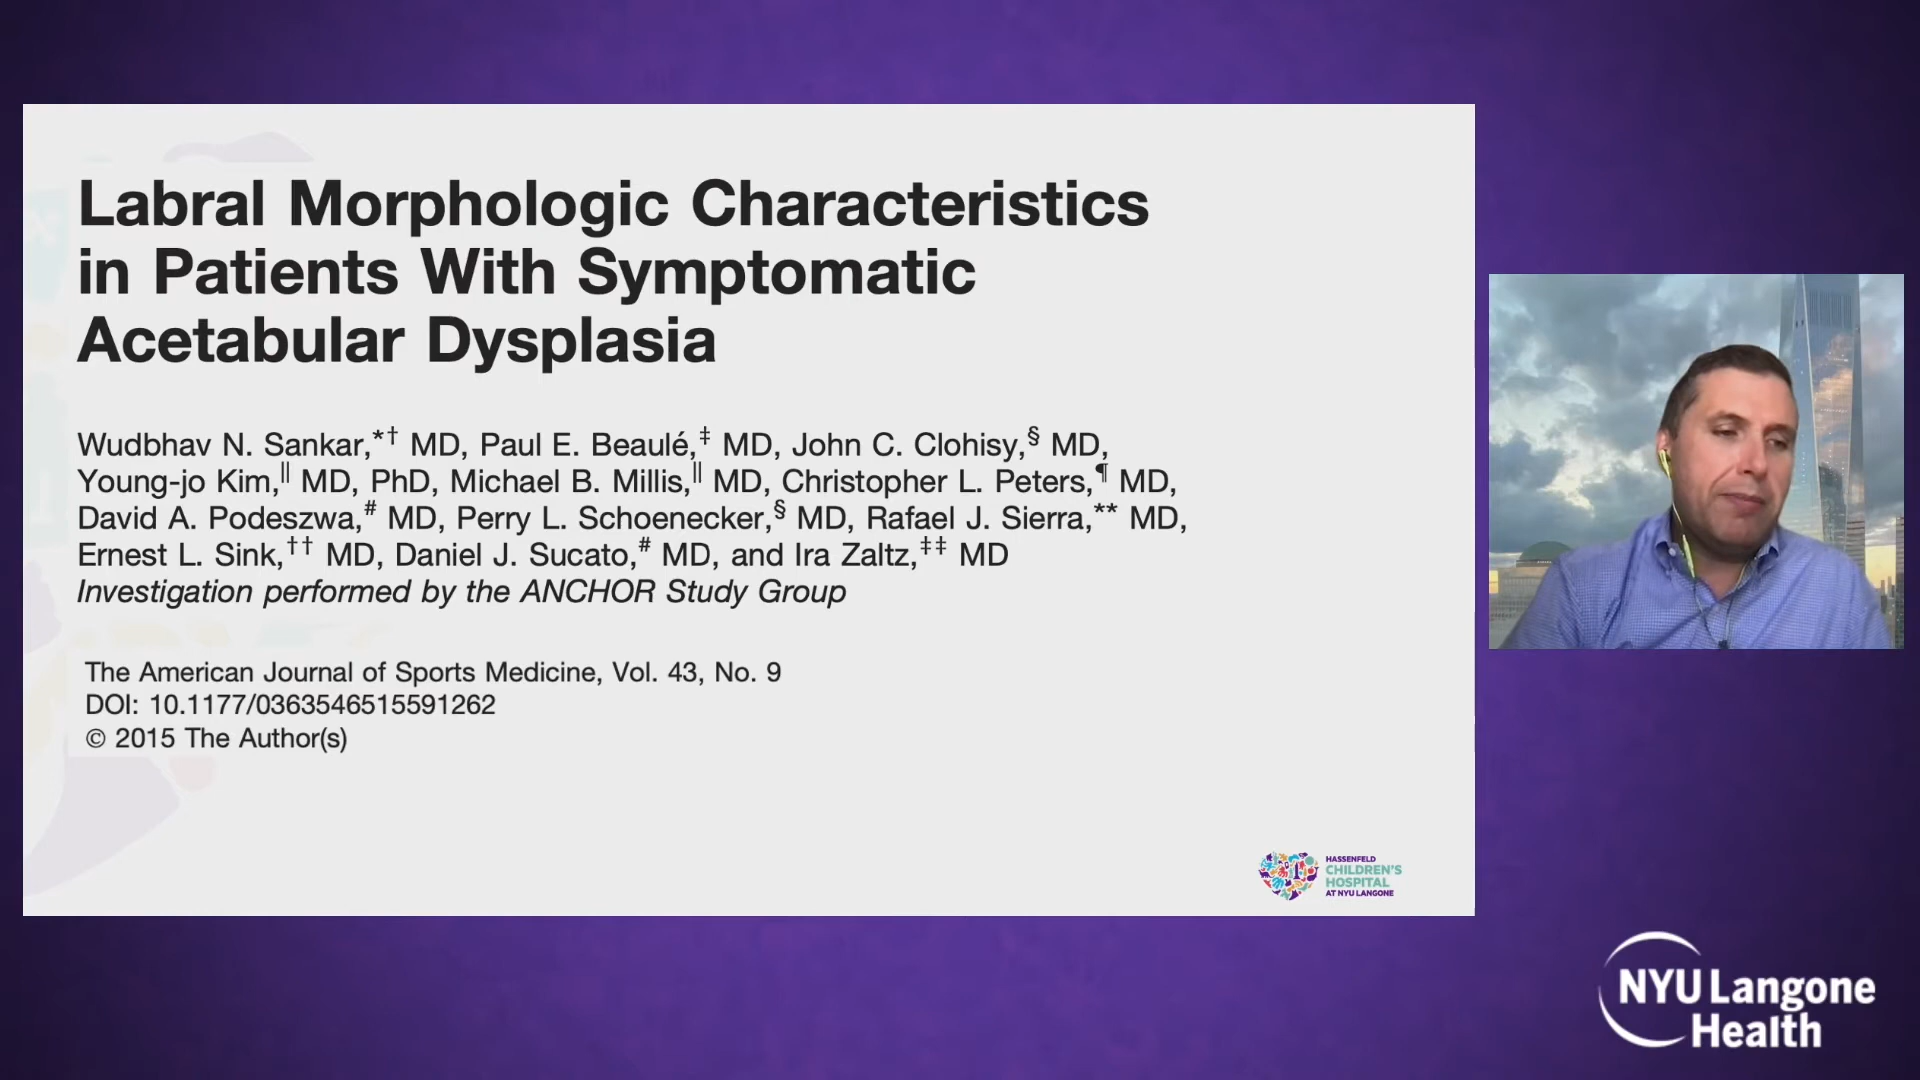 Labral Morphologic Characteristics
in Patients With Symptomatic
Acetabular Dysplasia
Wudbhav N. Sankar,*† MD, Paul E. Beaulé,‡ MD, John C. Clohisy,§ MD,
Young-jo Kim,|| MD, PhD, Michael B. Millis,|| MD, Christopher L. Peters,¶ MD,
David A. Podeszwa,# MD, Perry L. Schoenecker,§ MD, Rafael J. Sierra,** MD,
Ernest L. Sink,†† MD, Daniel J. Sucato,# MD, and Ira Zaltz,‡‡ MD
Investigation performed by the ANCHOR Study Group
The American Journal of Sports Medicine, Vol. 43, No. 9
DOI: 10.1177/0363546515591262
© 2015 The Author(s)
HASSENFELD
CHILDREN'S
HOSPITAL
AT NYU LANGONE
NYU Langone
Health